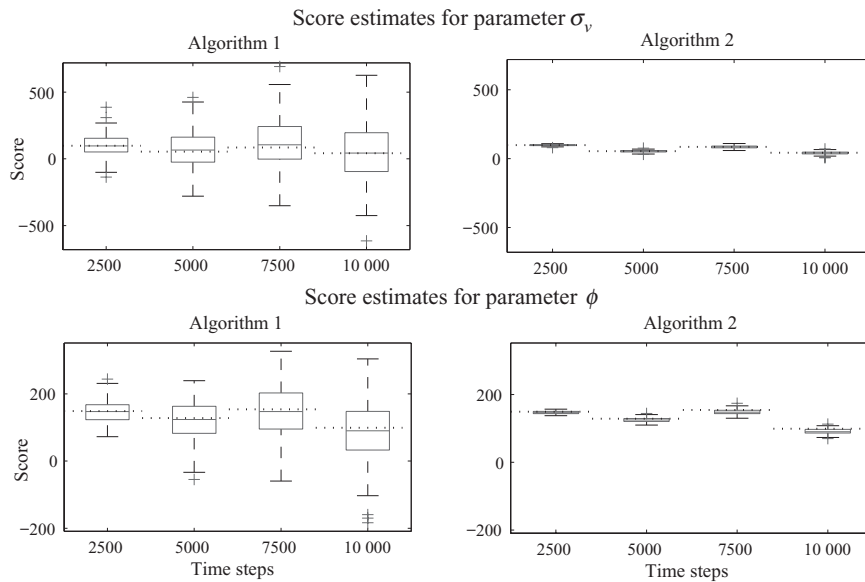 Score estimates for parameter σᵥ
Algorithm 1
Algorithm 2
500
0
−500
Score
2500 5000 7500 10 000
500
0
−500
2500 5000 7500 10 000
Score estimates for parameter ϕ
Algorithm 1
Algorithm 2
200
0
−200
Score
2500 5000 7500 10 000
Time steps
200
0
−200
2500 5000 7500 10 000
Time steps